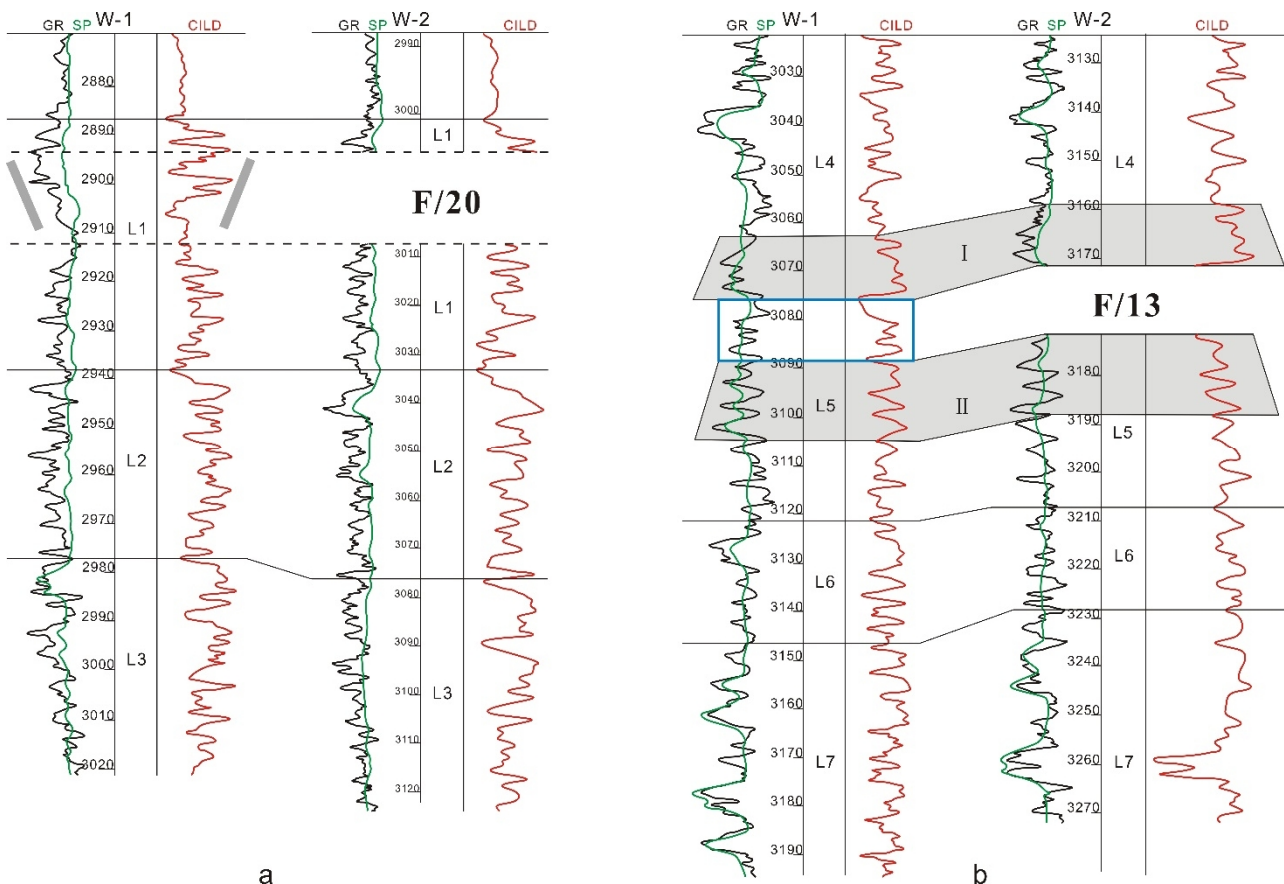 GR SP W-1 CILD
2880
2890
2900
2910
2920
2930
2940
2950
2960
2970
2980
2990
3000
3010
3020
L1
L2
L3
GR SP W-2 CILD
2990
3000
L1
F/20
3010
3020
3030
3040
3050
3060
3070
3080
3090
3100
3110
3120
L1
L2
L3
a
GR SP W-1 CILD
3030
3040
3050
3060
3070
3080
3090
3100
3110
3120
3130
3140
3150
3160
3170
3180
3190
L4
L5
L6
L7
I
II
GR SP W-2 CILD
3130
3140
3150
3160
3170
L4
F/13
3180
3190
3200
3210
3220
3230
3240
3250
3260
3270
L5
L6
L7
b